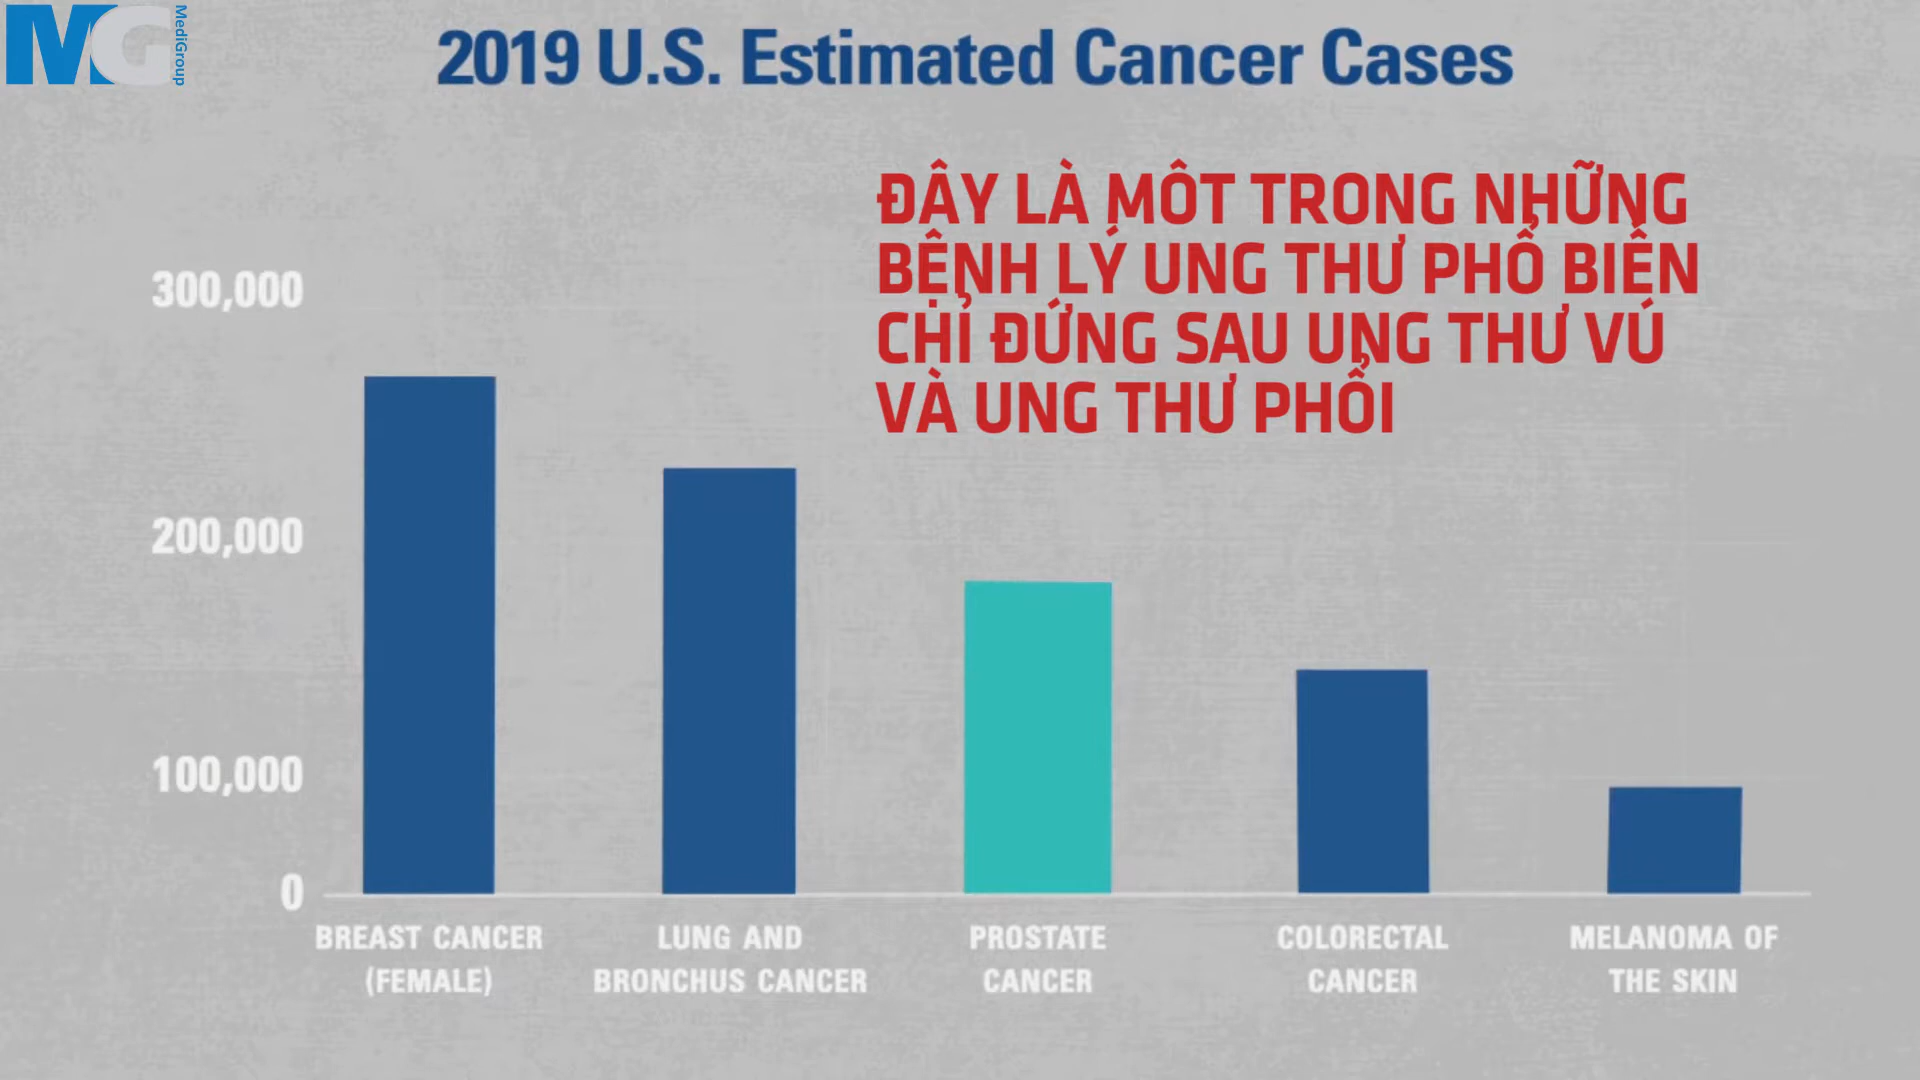 MG
MediGroup
2019 U.S. Estimated Cancer Cases
ĐÂY LÀ MỘT TRONG NHỮNG
BỆNH LÝ UNG THƯ PHỔ BIẾN
CHỈ ĐỨNG SAU UNG THƯ VÚ
VÀ UNG THƯ PHỔI
300,000
200,000
100,000
0
BREAST CANCER
(FEMALE)
LUNG AND
BRONCHUS CANCER
PROSTATE
CANCER
COLORECTAL
CANCER
MELANOMA OF
THE SKIN